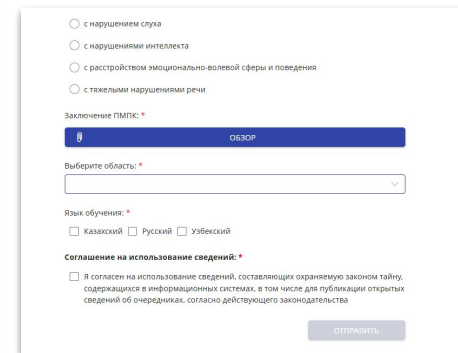 с нарушением слуха
с нарушениями интеллекта
с расстройством эмоционально-волевой сферы и поведения
с тяжелыми нарушениями речи
Заключение ПМПК: *
ОБЗОР
Выберите область: *
Язык обучения: *
Казахский Русский Узбекский
Соглашение на использование сведений: *
Я согласен на использование сведений, составляющих охраняемую законом тайну,
содержащихся в информационных системах, в том числе для публикации открытых
сведений об очередниках, согласно действующего законодательства
ОТПРАВИТЬ